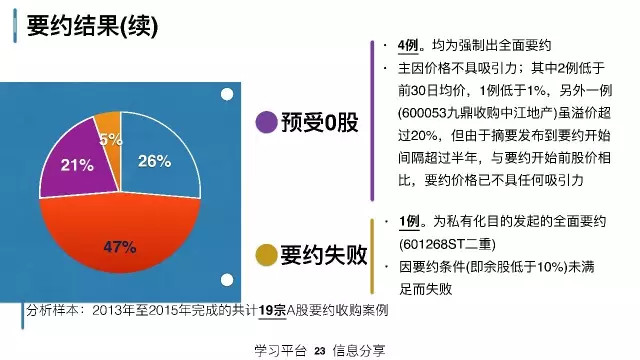 要约结果(续)
4例。均为强制出全面要约
主因价格不具吸引力；其中2例低于
前30日均价，1例低于1%，另外一例
(600053九鼎收购中江地产)虽溢价超
过20%，但由于摘要发布到要约开始
间隔超过半年，与要约开始前股价相
比，要约价格已不具任何吸引力
预受0股
5%
21%
26%
47%
要约失败
1例。为私有化目的发起的全面要约
(601268ST二重)
因要约条件(即余股低于10%)未满
足而失败
分析样本：2013年至2015年完成的共计19宗A股要约收购案例
学习平台 23 信息分享